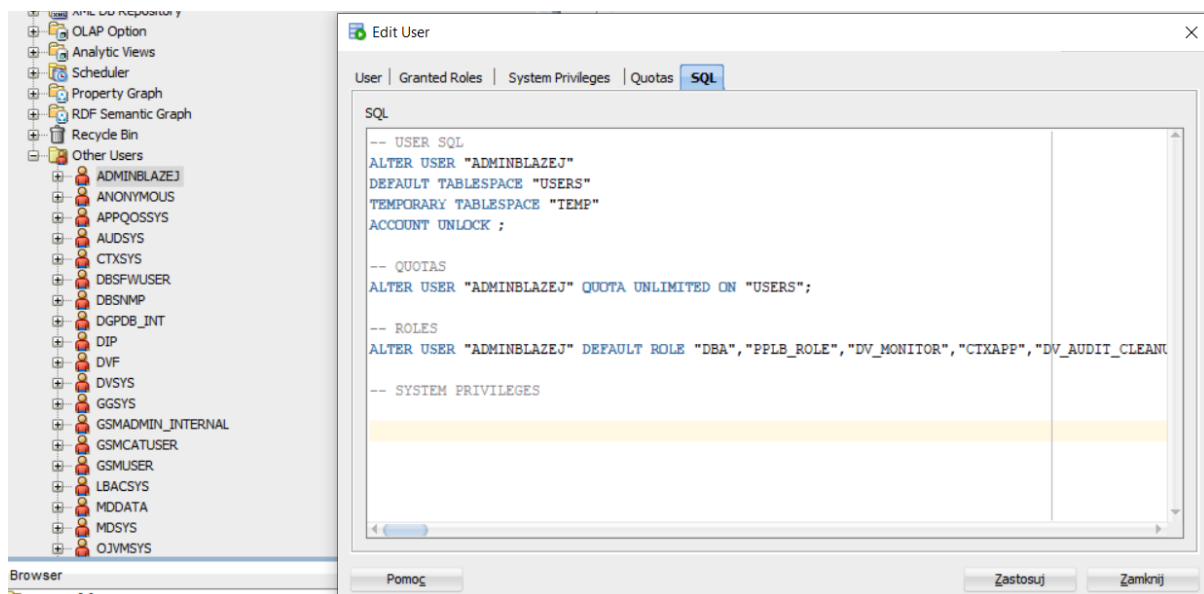 XML DB Repository
OLAP Option
Analytic Views
Scheduler
Property Graph
RDF Semantic Graph
Recycle Bin
Other Users
ADMINBLAZEJ
ANONYMOUS
APPQOSSYS
AUDSYS
CTXSYS
DBSFWUSER
DBSNMP
DGPDB_INT
DIP
DVF
DVSYS
GGSYS
GSMADMIN_INTERNAL
GSMCATUSER
GSMUSER
LBACSYS
MDDATA
MDSYS
OJVMSYS
Browser
Edit User
User Granted Roles System Privileges Quotas SQL
SQL
-- USER SQL
ALTER USER "ADMINBLAZEJ"
DEFAULT TABLESPACE "USERS"
TEMPORARY TABLESPACE "TEMP"
ACCOUNT UNLOCK ;
-- QUOTAS
ALTER USER "ADMINBLAZEJ" QUOTA UNLIMITED ON "USERS";
-- ROLES
ALTER USER "ADMINBLAZEJ" DEFAULT ROLE "DBA","PPLB_ROLE","DV_MONITOR","CTXAPP","DV_AUDIT_CLEANU
-- SYSTEM PRIVILEGES
Pomoc Zastosuj Zamknij